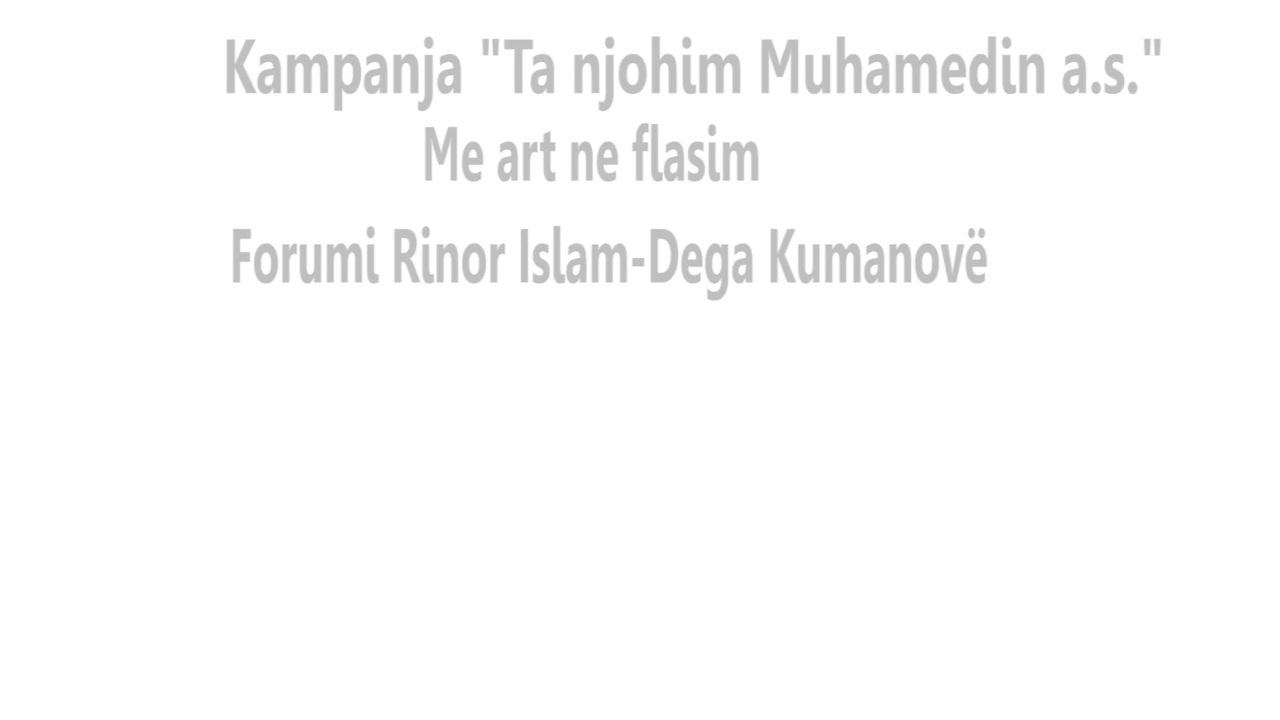 Kampanja "Ta njohim Muhamedin a.s."
Me art ne flasim
Forumi Rinor Islam-Dega Kumanovë